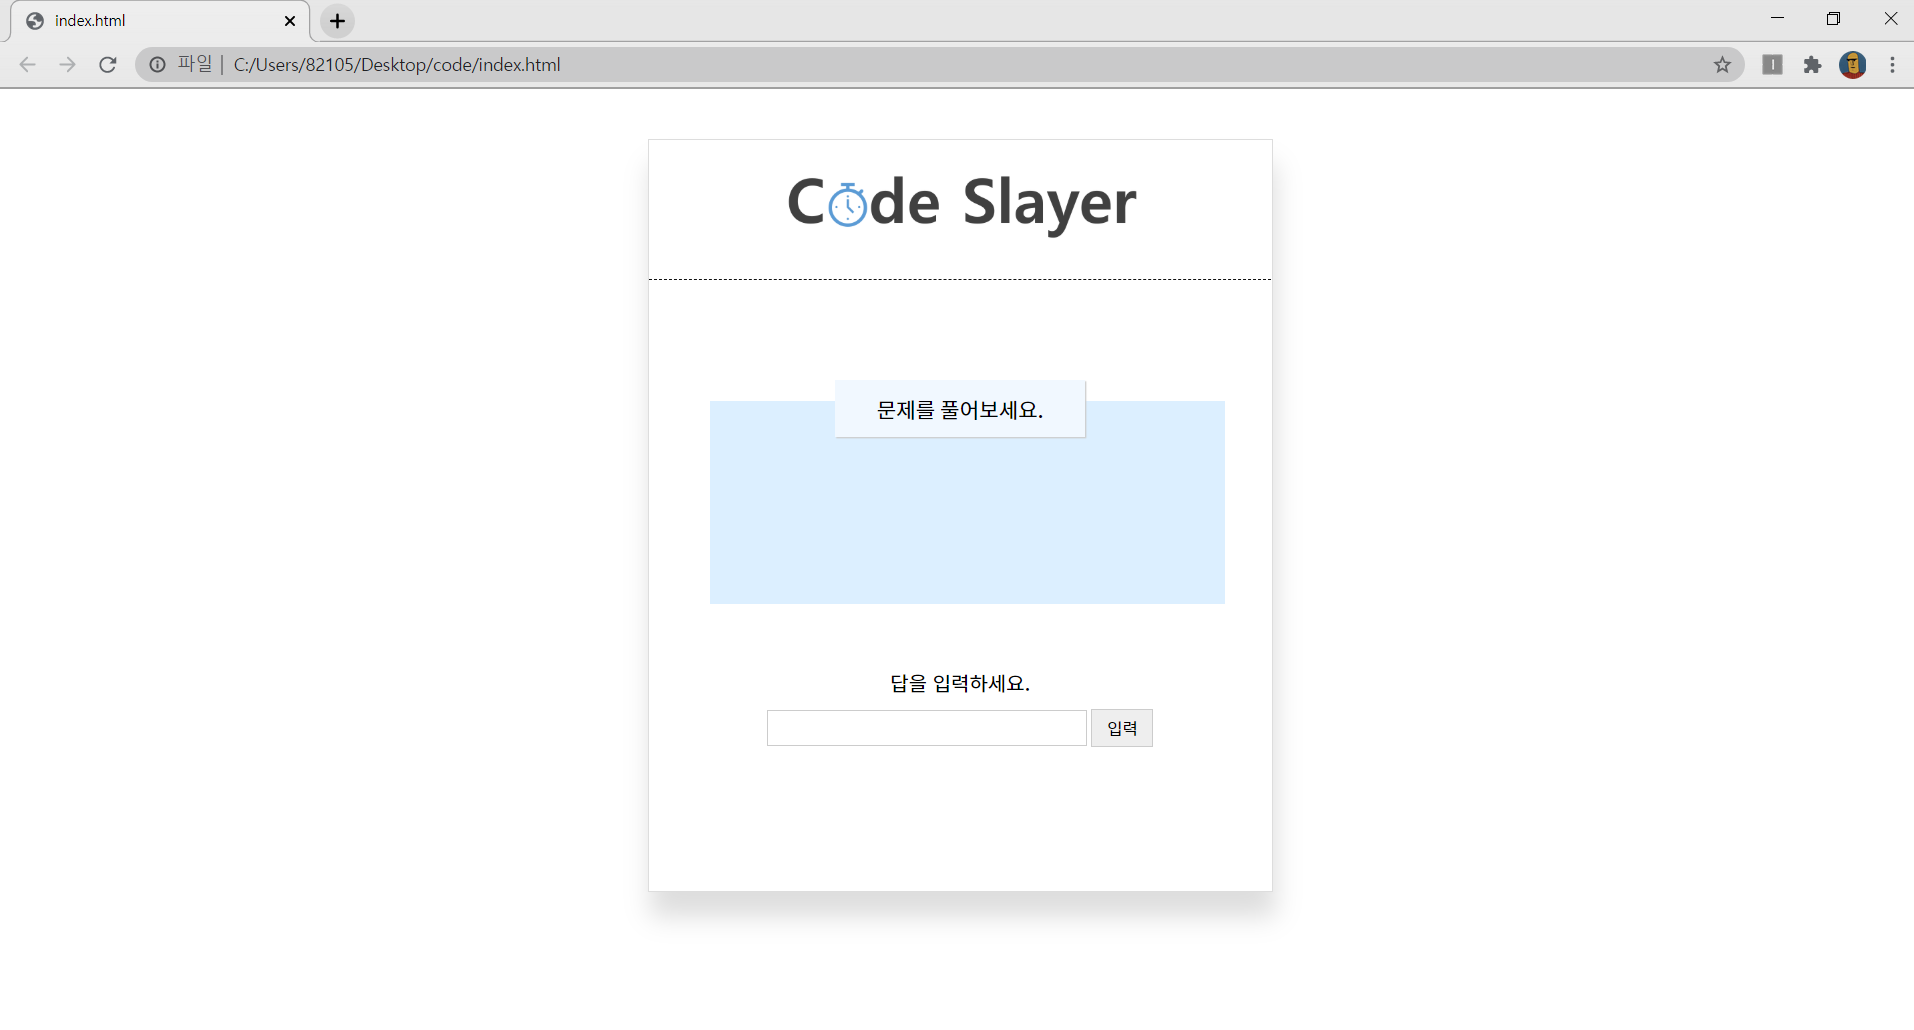 index.html
파일 | C:/Users/82105/Desktop/code/index.html
Code Slayer
문제를 풀어보세요.
답을 입력하세요.
입력